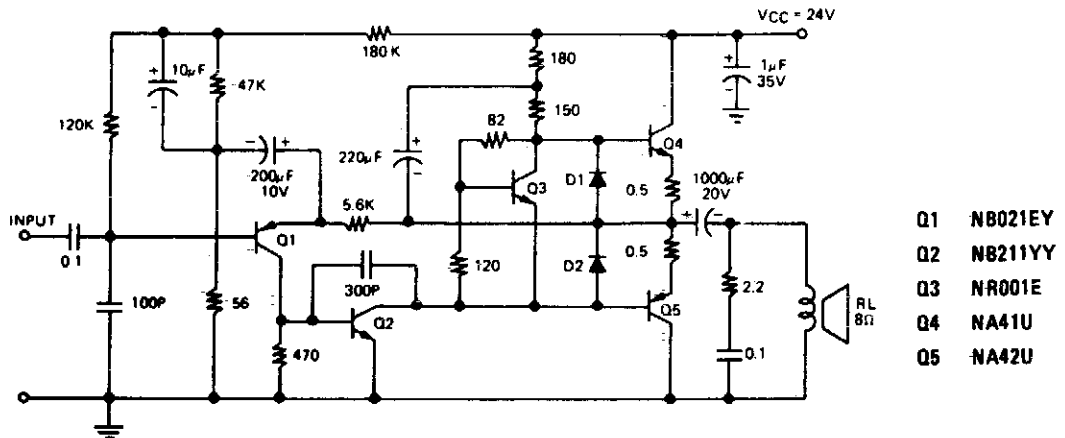 VCC = 24V
180 K
10µF
47K
180
1µF
35V
150
120K
82
200µF
10V
220µF
Q3
Q4
D1
0.5
1000µF
20V
INPUT
5.6K
Q1
0.1
120
D2
0.5
300P
Q2
Q5
2.2
100P
56
470
0.1
RL
8Ω
Q1 NB021EY
Q2 NB211YY
Q3 NR001E
Q4 NA41U
Q5 NA42U